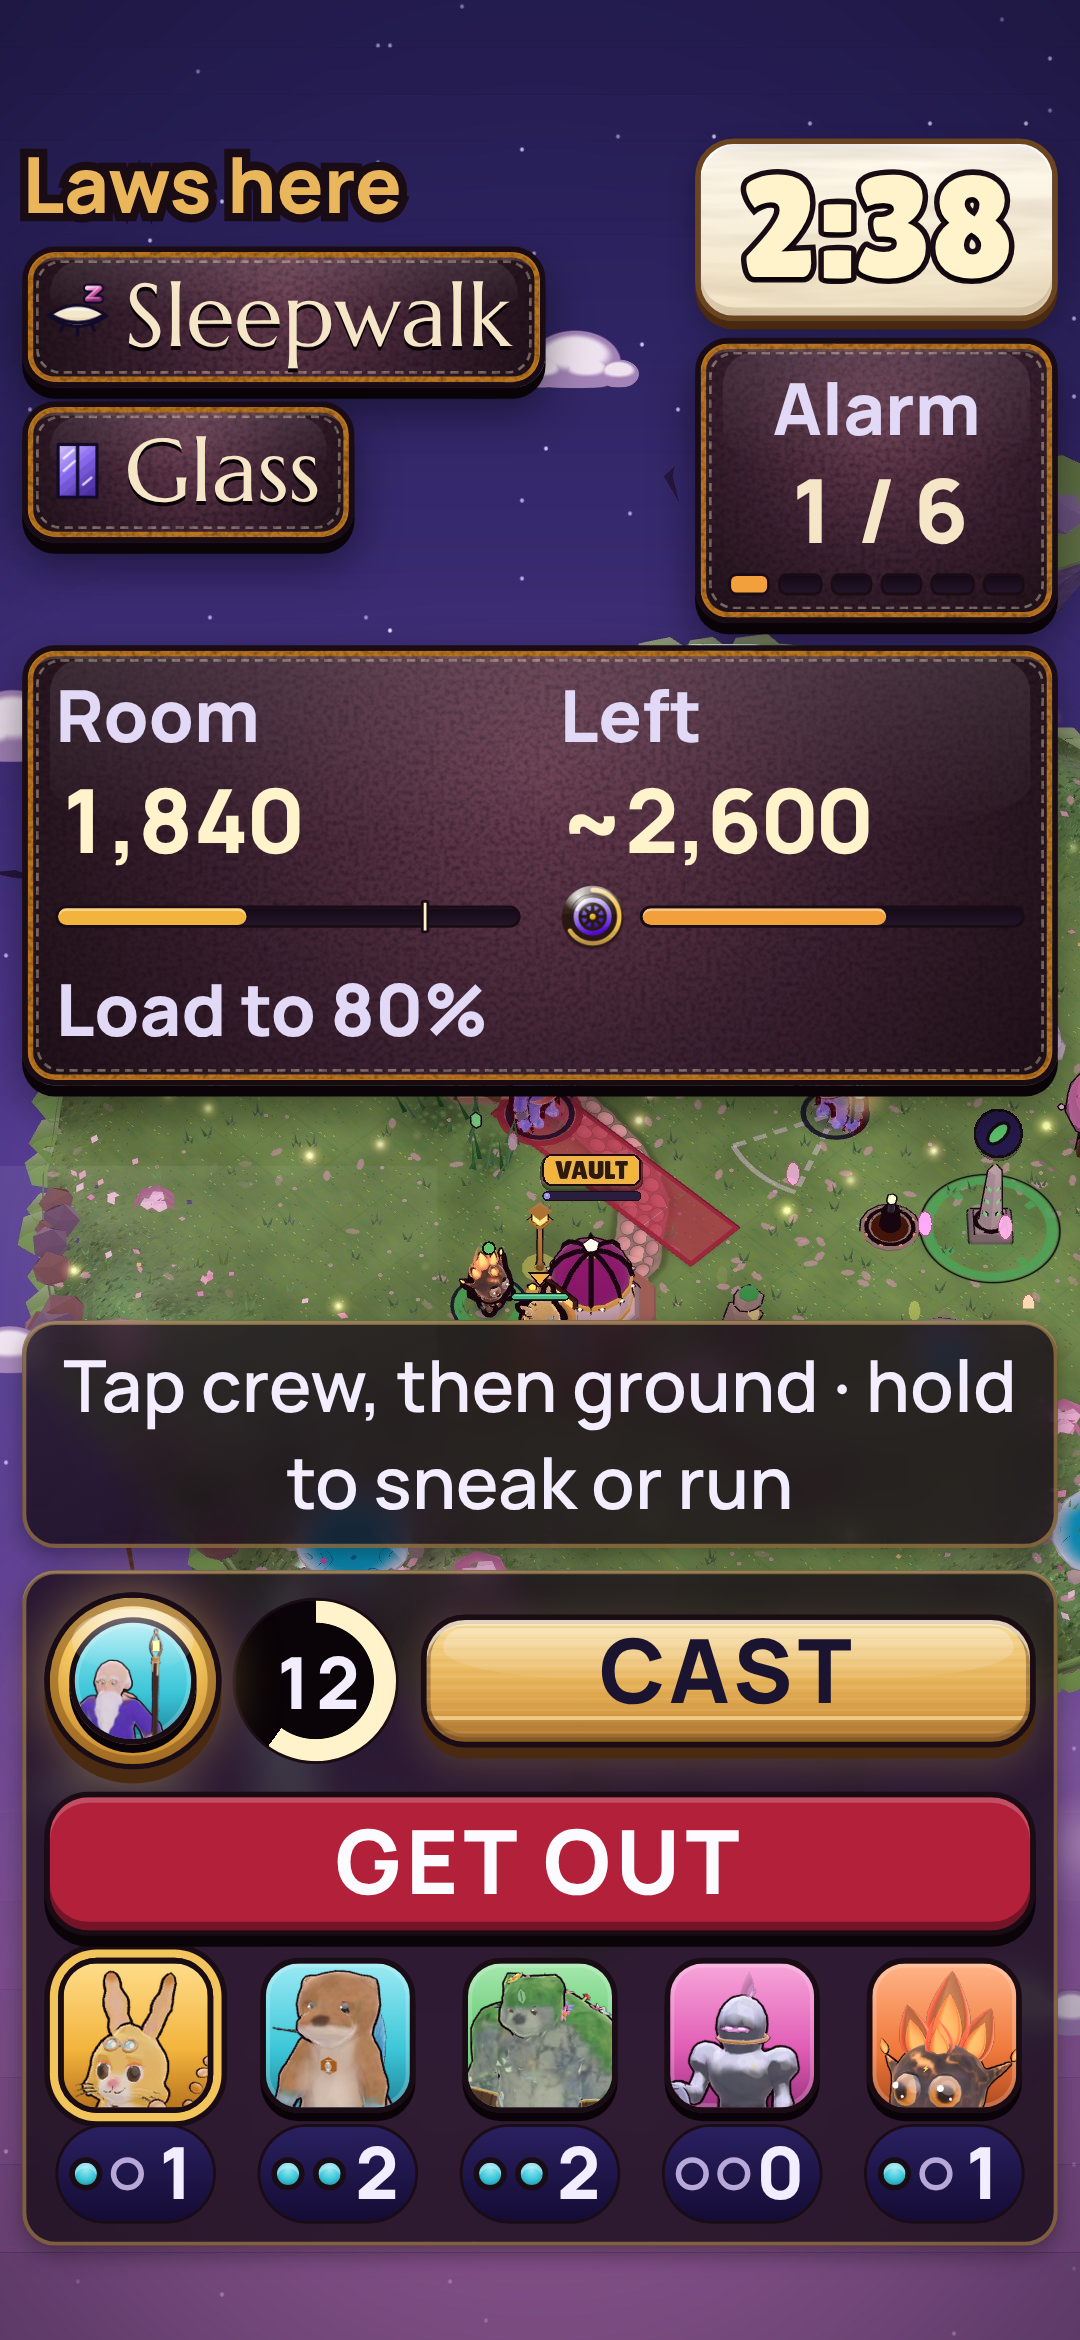 Laws here
2:38
Sleepwalk
Glass
Alarm
1 / 6
Room
Left
1,840
~2,600
Load to 80%
VAULT
Tap crew, then ground · hold
to sneak or run
12
CAST
GET OUT
1
2
2
0
1